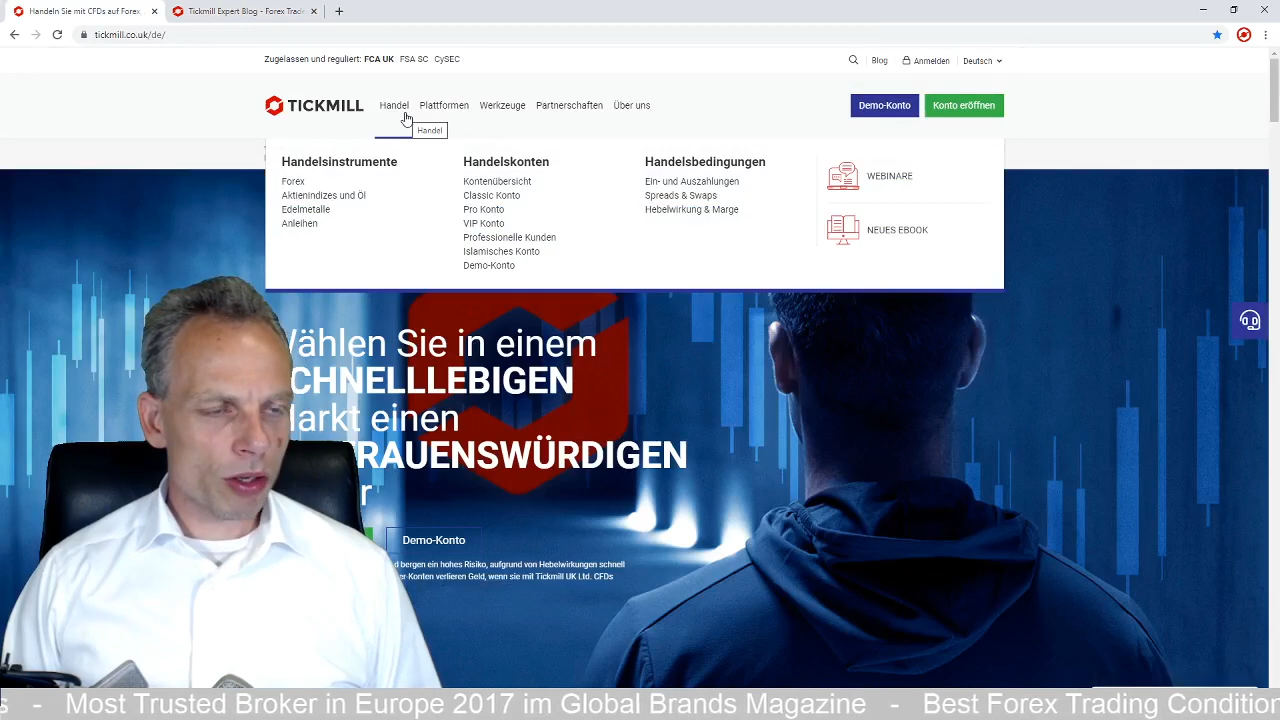 Handeln Sie mit CFDs auf Forex,
Tickmill Expert Blog - Forex Trad
tickmill.co.uk/de/
Zugelassen und reguliert: FCA UK FSA SC CySEC
Blog
Anmelden
Deutsch
TICKMILL
Handel
Plattformen
Werkzeuge
Partnerschaften
Über uns
Demo-Konto
Konto eröffnen
Handel
Handelsinstrumente
Forex
Aktienindizes und Öl
Edelmetalle
Anleihen
Handelskonten
Kontenübersicht
Classic Konto
Pro Konto
VIP Konto
Professionelle Kunden
Islamisches Konto
Demo-Konto
Handelsbedingungen
Ein- und Auszahlungen
Spreads & Swaps
Hebelwirkung & Marge
WEBINARE
NEUES EBOOK
ählen Sie in einem
CHNELLLEBIGEN
arkt einen
RAUENSWÜRDIGEN
r
Demo-Konto
d bergen ein hohes Risiko, aufgrund von Hebelwirkungen schnell
er-Konten verlieren Geld, wenn sie mit Tickmill UK Ltd. CFDs
s - Most Trusted Broker in Europe 2017 im Global Brands Magazine - Best Forex Trading Condition